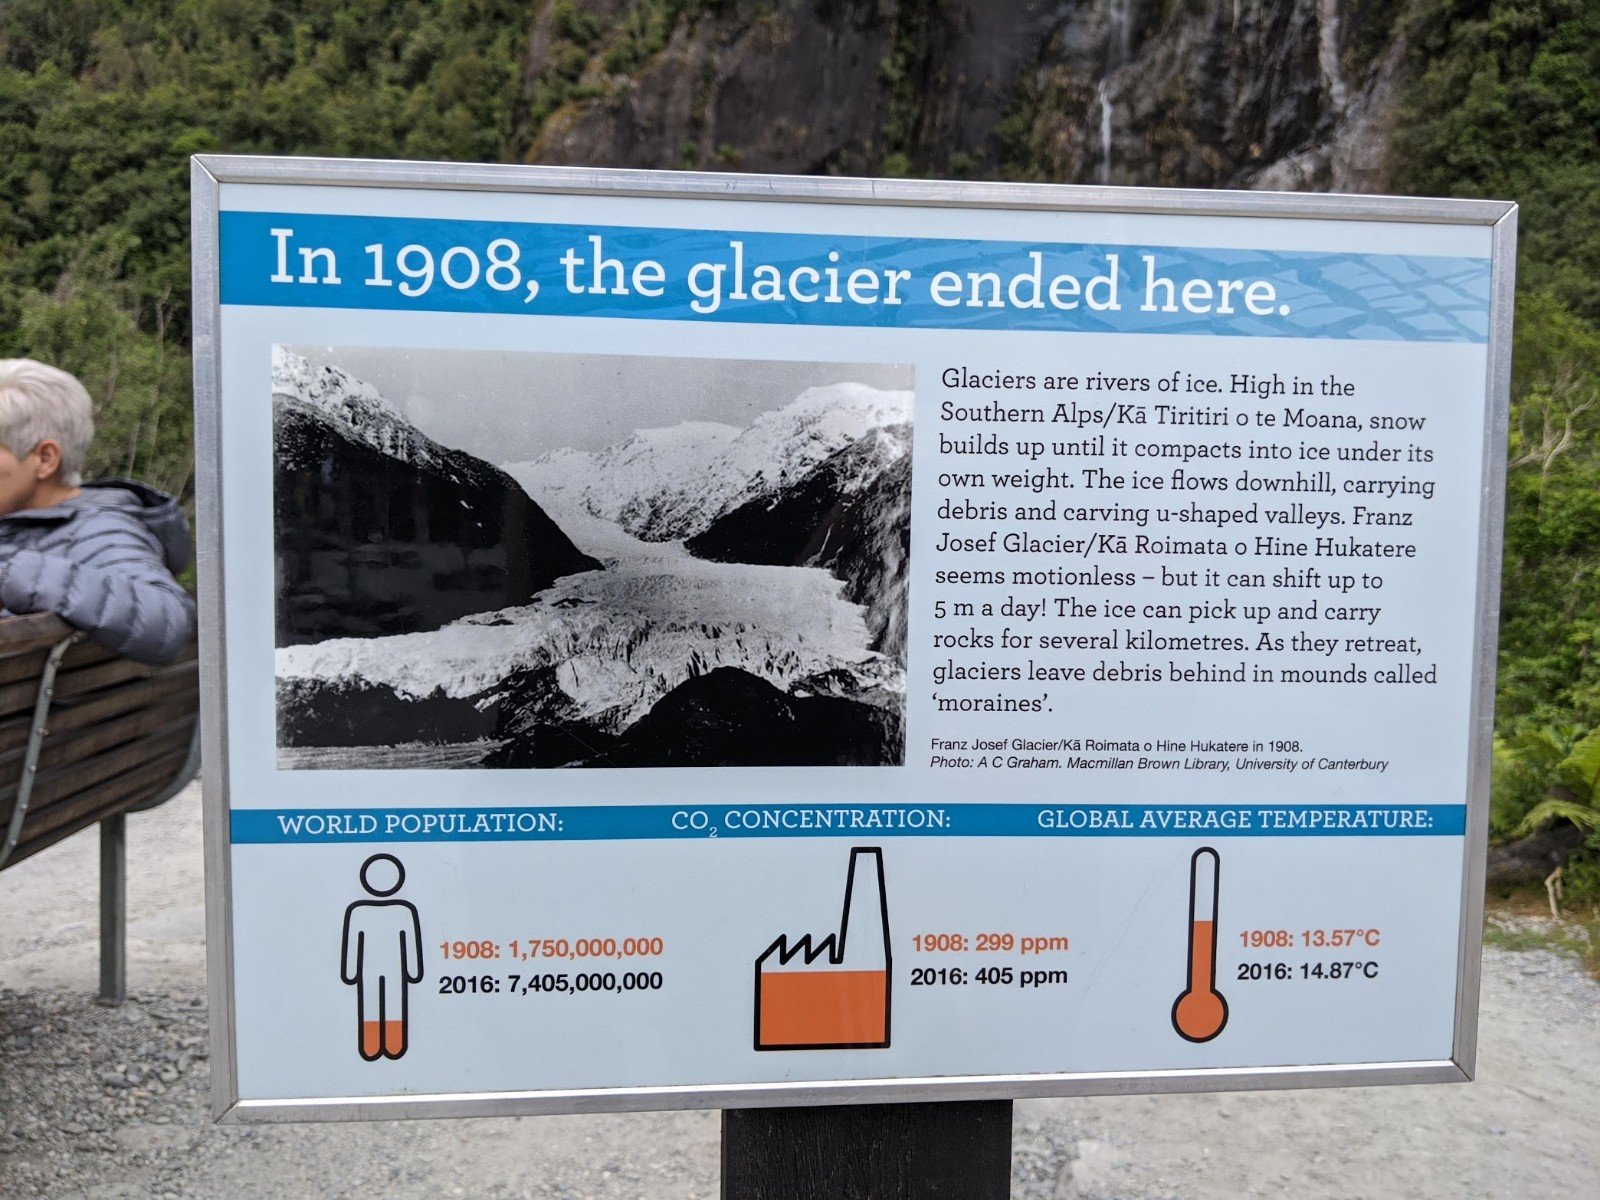 In 1908, the glacier ended here.
Glaciers are rivers of ice. High in the
Southern Alps/Kā Tiritiri o te Moana, snow
builds up until it compacts into ice under its
own weight. The ice flows downhill, carrying
debris and carving u-shaped valleys. Franz
Josef Glacier/Kā Roimata o Hine Hukatere
seems motionless – but it can shift up to
5 m a day! The ice can pick up and carry
rocks for several kilometres. As they retreat,
glaciers leave debris behind in mounds called
‘moraines’.
Franz Josef Glacier/Kā Roimata o Hine Hukatere in 1908.
Photo: A C Graham. Macmillan Brown Library, University of Canterbury
WORLD POPULATION:
1908: 1,750,000,000
2016: 7,405,000,000
CO₂ CONCENTRATION:
1908: 299 ppm
2016: 405 ppm
GLOBAL AVERAGE TEMPERATURE:
1908: 13.57°C
2016: 14.87°C